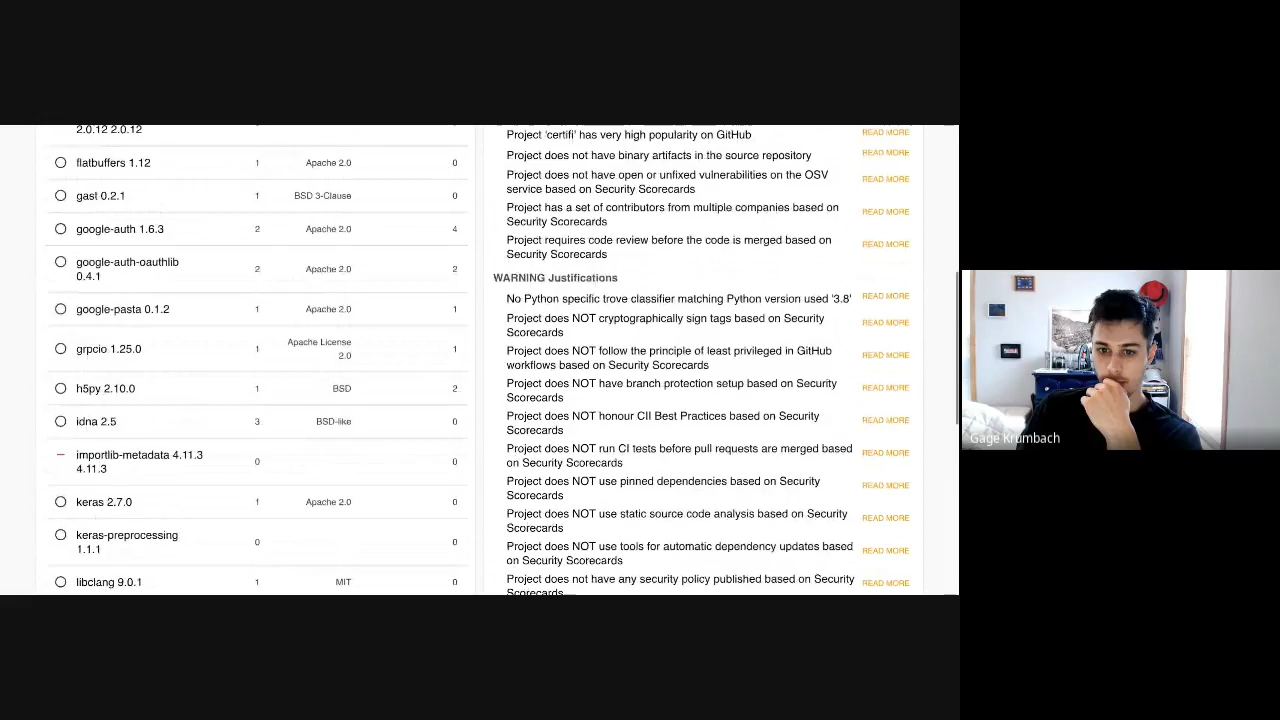 2.0.12 2.0.12
flatbuffers 1.12 1 Apache 2.0 0
gast 0.2.1 1 BSD 3-Clause 0
google-auth 1.6.3 2 Apache 2.0 4
google-auth-oauthlib
0.4.1 2 Apache 2.0 2
google-pasta 0.1.2 1 Apache 2.0 1
grpcio 1.25.0 1 Apache License
2.0 1
h5py 2.10.0 1 BSD 2
idna 2.5 3 BSD-like 0
importlib-metadata 4.11.3
4.11.3 0 0
keras 2.7.0 1 Apache 2.0 0
keras-preprocessing
1.1.1 0 0
libclang 9.0.1 1 MIT 0
Project 'certifi' has very high popularity on GitHub READ MORE
Project does not have binary artifacts in the source repository READ MORE
Project does not have open or unfixed vulnerabilities on the OSV READ MORE
service based on Security Scorecards
Project has a set of contributors from multiple companies based on READ MORE
Security Scorecards
Project requires code review before the code is merged based on READ MORE
Security Scorecards
WARNING Justifications
No Python specific trove classifier matching Python version used '3.8' READ MORE
Project does NOT cryptographically sign tags based on Security READ MORE
Scorecards
Project does NOT follow the principle of least privileged in GitHub READ MORE
workflows based on Security Scorecards
Project does NOT have branch protection setup based on Security READ MORE
Scorecards
Project does NOT honour CII Best Practices based on Security READ MORE
Scorecards
Project does NOT run CI tests before pull requests are merged based READ MORE
on Security Scorecards
Project does NOT use pinned dependencies based on Security READ MORE
Scorecards
Project does NOT use static source code analysis based on Security READ MORE
Scorecards
Project does NOT use tools for automatic dependency updates based READ MORE
on Security Scorecards
Project does not have any security policy published based on Security READ MORE
Scorecards
Gage Krumbach